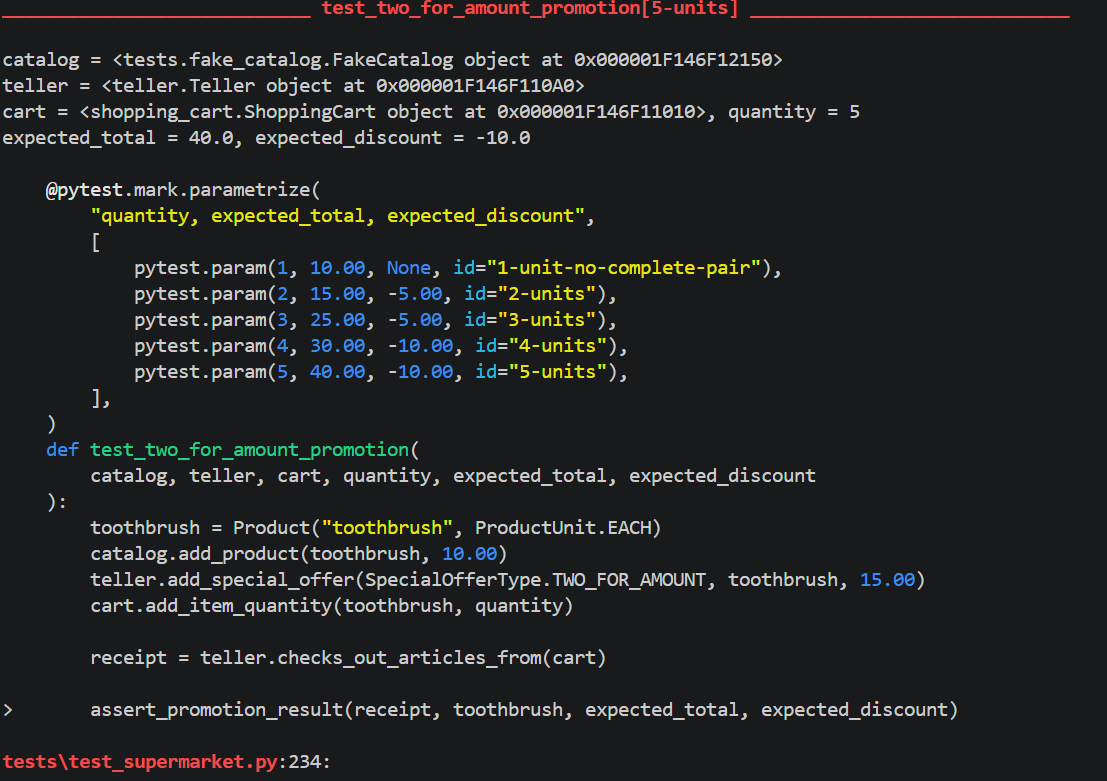 ____________________________ test_two_for_amount_promotion[5-units] _____________________________
catalog = <tests.fake_catalog.FakeCatalog object at 0x000001F146F12150>
teller = <teller.Teller object at 0x000001F146F110A0>
cart = <shopping_cart.ShoppingCart object at 0x000001F146F11010>, quantity = 5
expected_total = 40.0, expected_discount = -10.0
    @pytest.mark.parametrize(
        "quantity, expected_total, expected_discount",
        [
            pytest.param(1, 10.00, None, id="1-unit-no-complete-pair"),
            pytest.param(2, 15.00, -5.00, id="2-units"),
            pytest.param(3, 25.00, -5.00, id="3-units"),
            pytest.param(4, 30.00, -10.00, id="4-units"),
            pytest.param(5, 40.00, -10.00, id="5-units"),
        ],
    )
    def test_two_for_amount_promotion(
        catalog, teller, cart, quantity, expected_total, expected_discount
    ):
        toothbrush = Product("toothbrush", ProductUnit.EACH)
        catalog.add_product(toothbrush, 10.00)
        teller.add_special_offer(SpecialOfferType.TWO_FOR_AMOUNT, toothbrush, 15.00)
        cart.add_item_quantity(toothbrush, quantity)
        receipt = teller.checks_out_articles_from(cart)
>       assert_promotion_result(receipt, toothbrush, expected_total, expected_discount)
tests\test_supermarket.py:234: